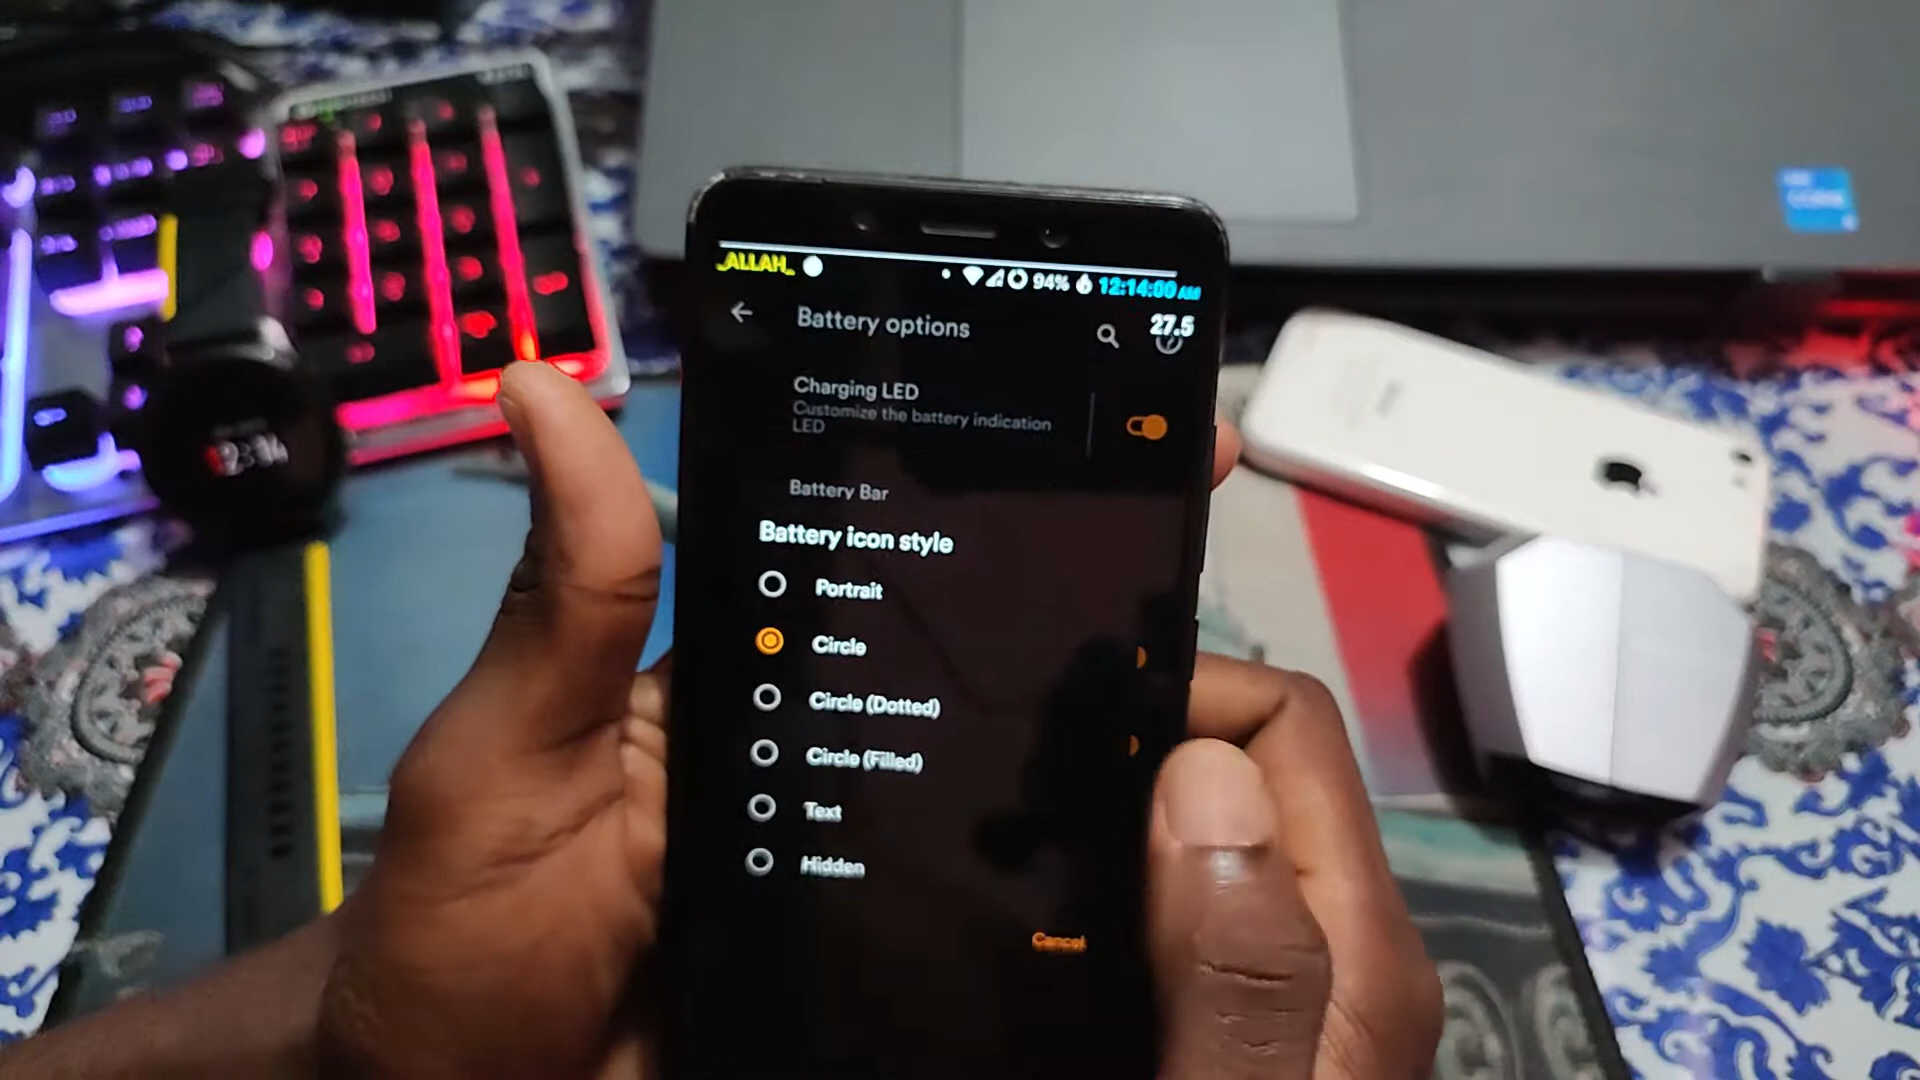 _ALLAH_ 94% 12:14:00 AM
Battery options
27.5
Charging LED
Customize the battery indication
LED
Battery Bar
Battery icon style
Portrait
Circle
Circle (Dotted)
Circle (Filled)
Text
Hidden
Cancel